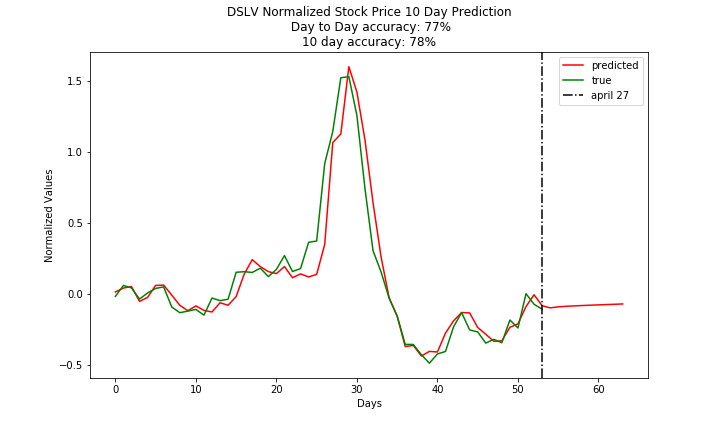 DSLV Normalized Stock Price 10 Day Prediction
Day to Day accuracy: 77%
10 day accuracy: 78%
predicted
true
april 27
1.5
1.0
0.5
0.0
−0.5
Normalized Values
0 10 20 30 40 50 60
Days